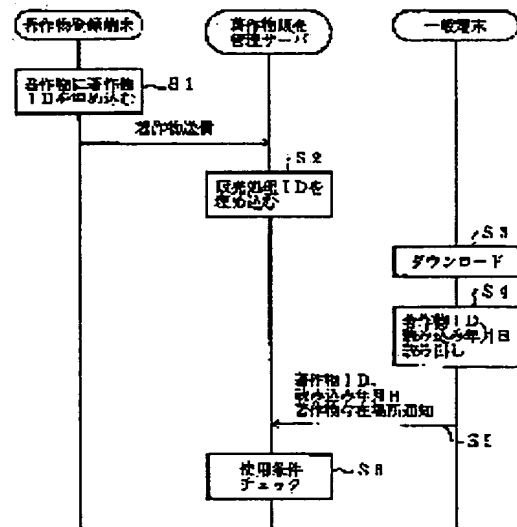 著作物登録端末
著作物販売
管理サーバ
一般端末
著作物に著作物
IDを埋め込む
S1
著作物送信
S2
販売処理IDを
埋め込む
S3
ダウンロード
S4
著作物ID、
読み込み年月日
読み出し
著作物ID、
読み込み年月日
著作物存在場所通知
S5
使用条件
チェック
S6